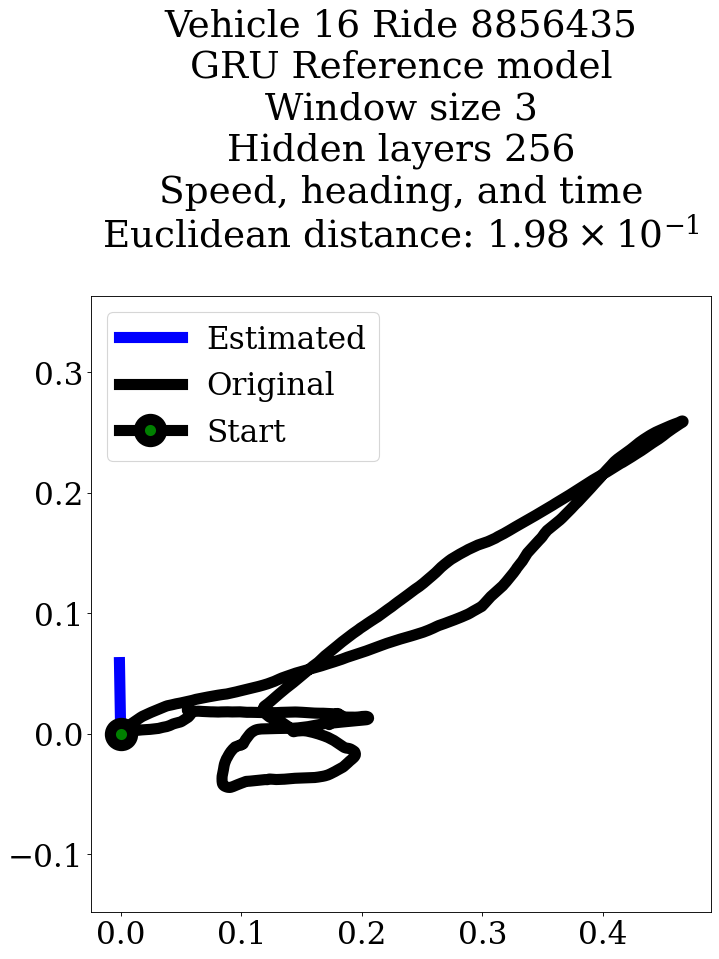 Vehicle 16 Ride 8856435
GRU Reference model
Window size 3
Hidden layers 256
Speed, heading, and time
Euclidean distance: 1.98 × 10⁻¹
Estimated
Original
Start
0.3
0.2
0.1
0.0
−0.1
0.0 0.1 0.2 0.3 0.4